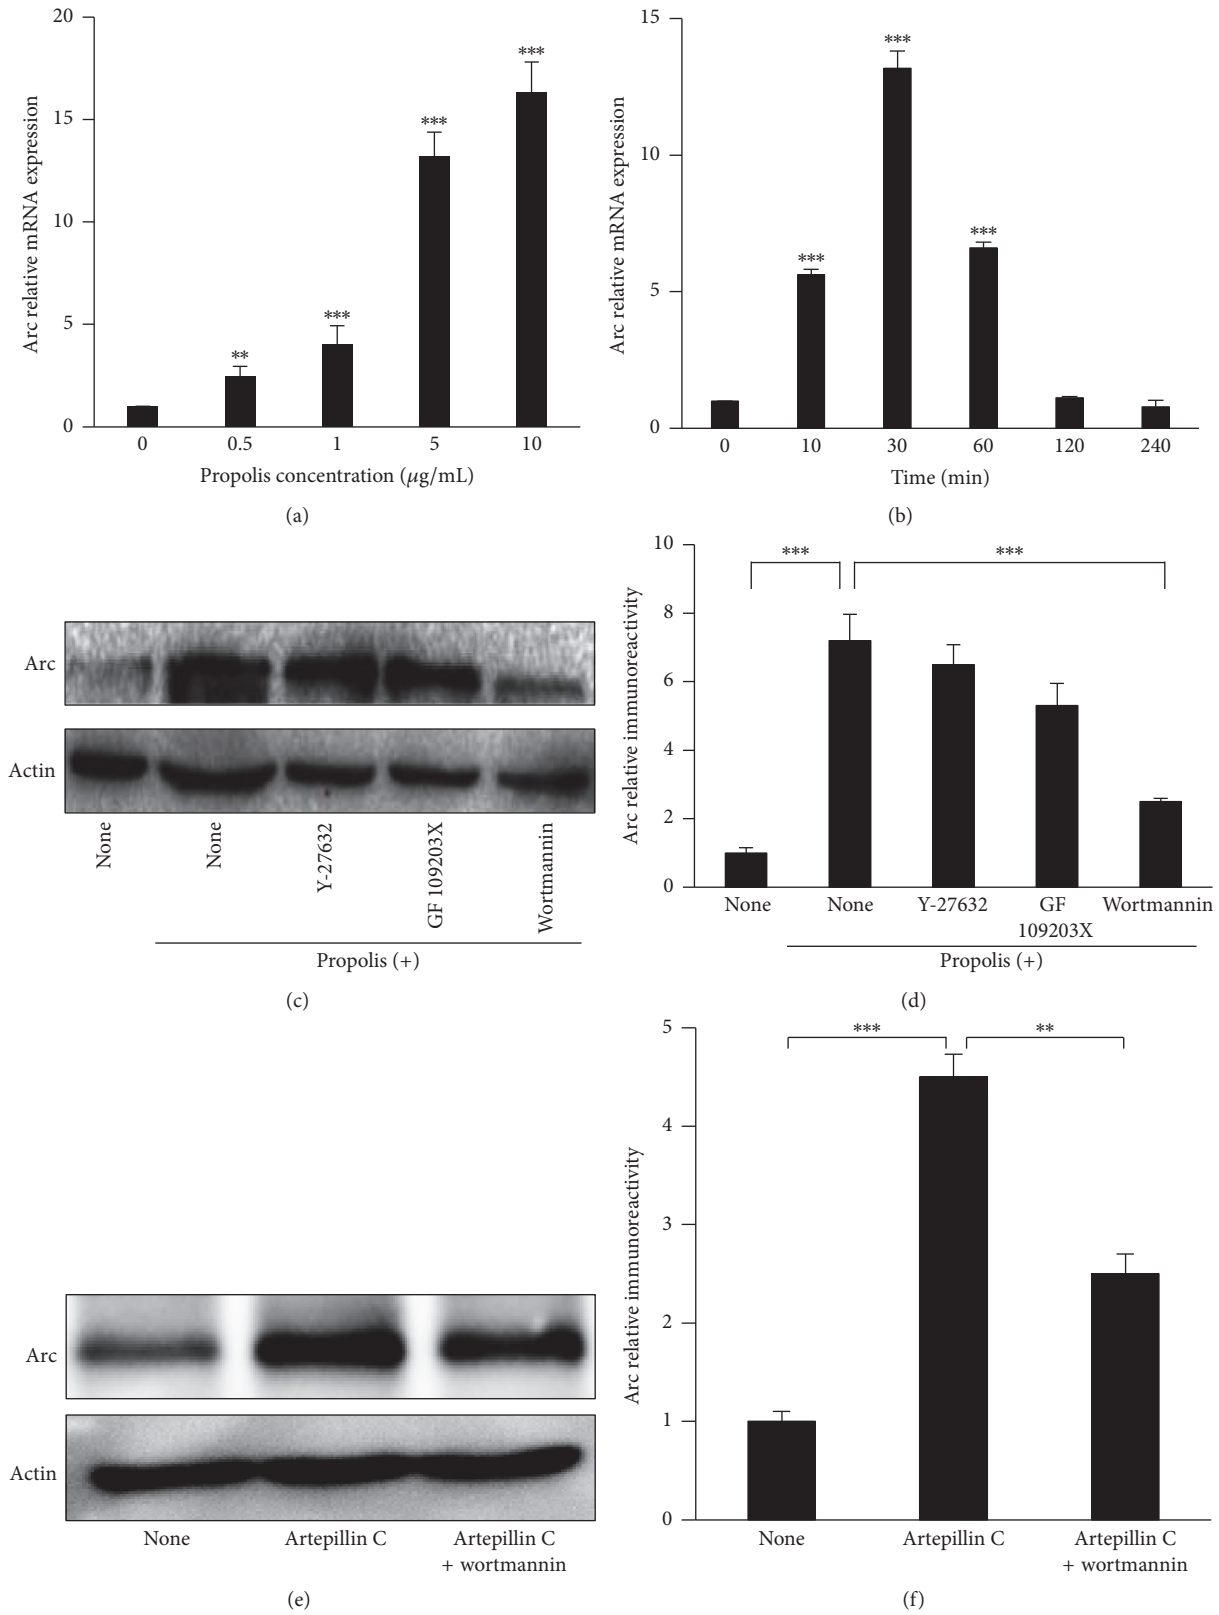 20
15
10
5
0
Arc relative mRNA expression
**
***
***
***
0 0.5 1 5 10
Propolis concentration (μg/mL)
(a)
15
10
5
0
Arc relative mRNA expression
***
***
***
0 10 30 60 120 240
Time (min)
(b)
Arc
Actin
None
None
Y-27632
GF 109203X
Wortmannin
Propolis (+)
(c)
10
8
6
4
2
0
Arc relative immunoreactivity
*** ***
None None Y-27632 GF Wortmannin
109203X
Propolis (+)
(d)
Arc
Actin
None Artepillin C Artepillin C
+ wortmannin
(e)
5
4
3
2
1
0
Arc relative immunoreactivity
*** **
None Artepillin C Artepillin C
+ wortmannin
(f)